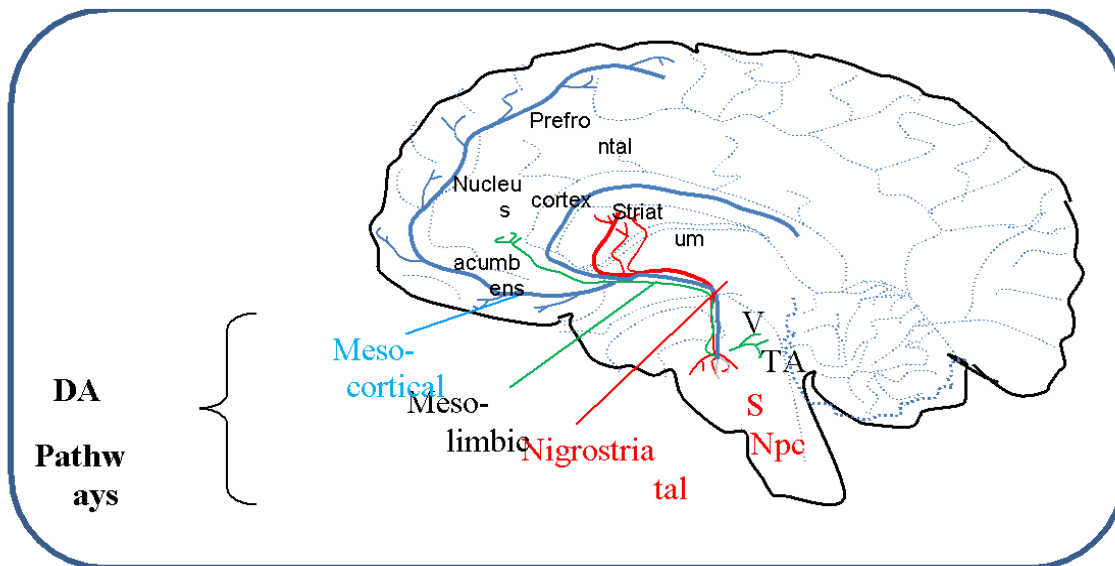 Prefro
ntal
cortex
Nucleu
s
acumb
ens
Striat
um
V
TA
S
Npc
Meso-
cortical
Meso-
limbic
Nigrostria
tal
DA
Pathw
ays